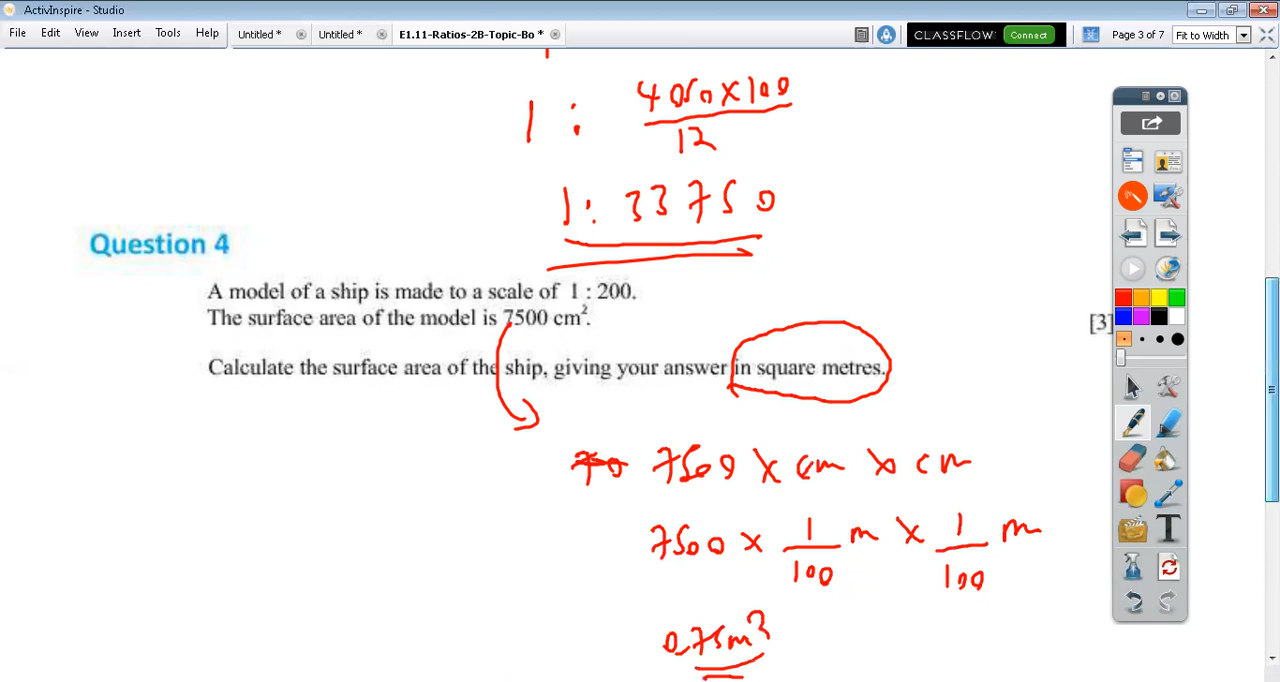 ActivInspire - Studio
File Edit View Insert Tools Help Untitled * Untitled * E1.11-Ratios-2B-Topic-Bo * CLASSFLOW Connect Page 3 of 7 Fit to Width
1 : 4050 x 100 / 12
1 : 33750
Question 4
A model of a ship is made to a scale of 1 : 200.
The surface area of the model is 7500 cm².
[3]
Calculate the surface area of the ship, giving your answer in square metres.
7500 x cm x cm
7500 x 1/100 m x 1/100 m
0.75m²
T